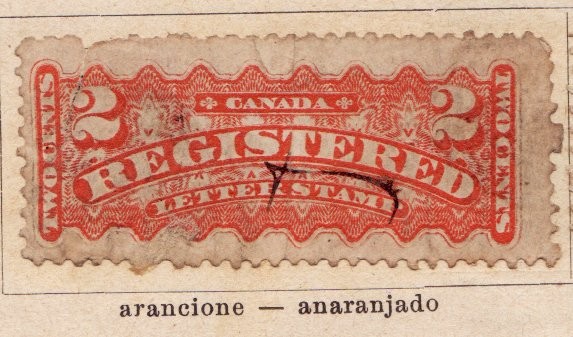 TWO CENTS
2
CANADA
2
TWO CENTS
REGISTERED
LETTER STAMP
arancione — anaranjado